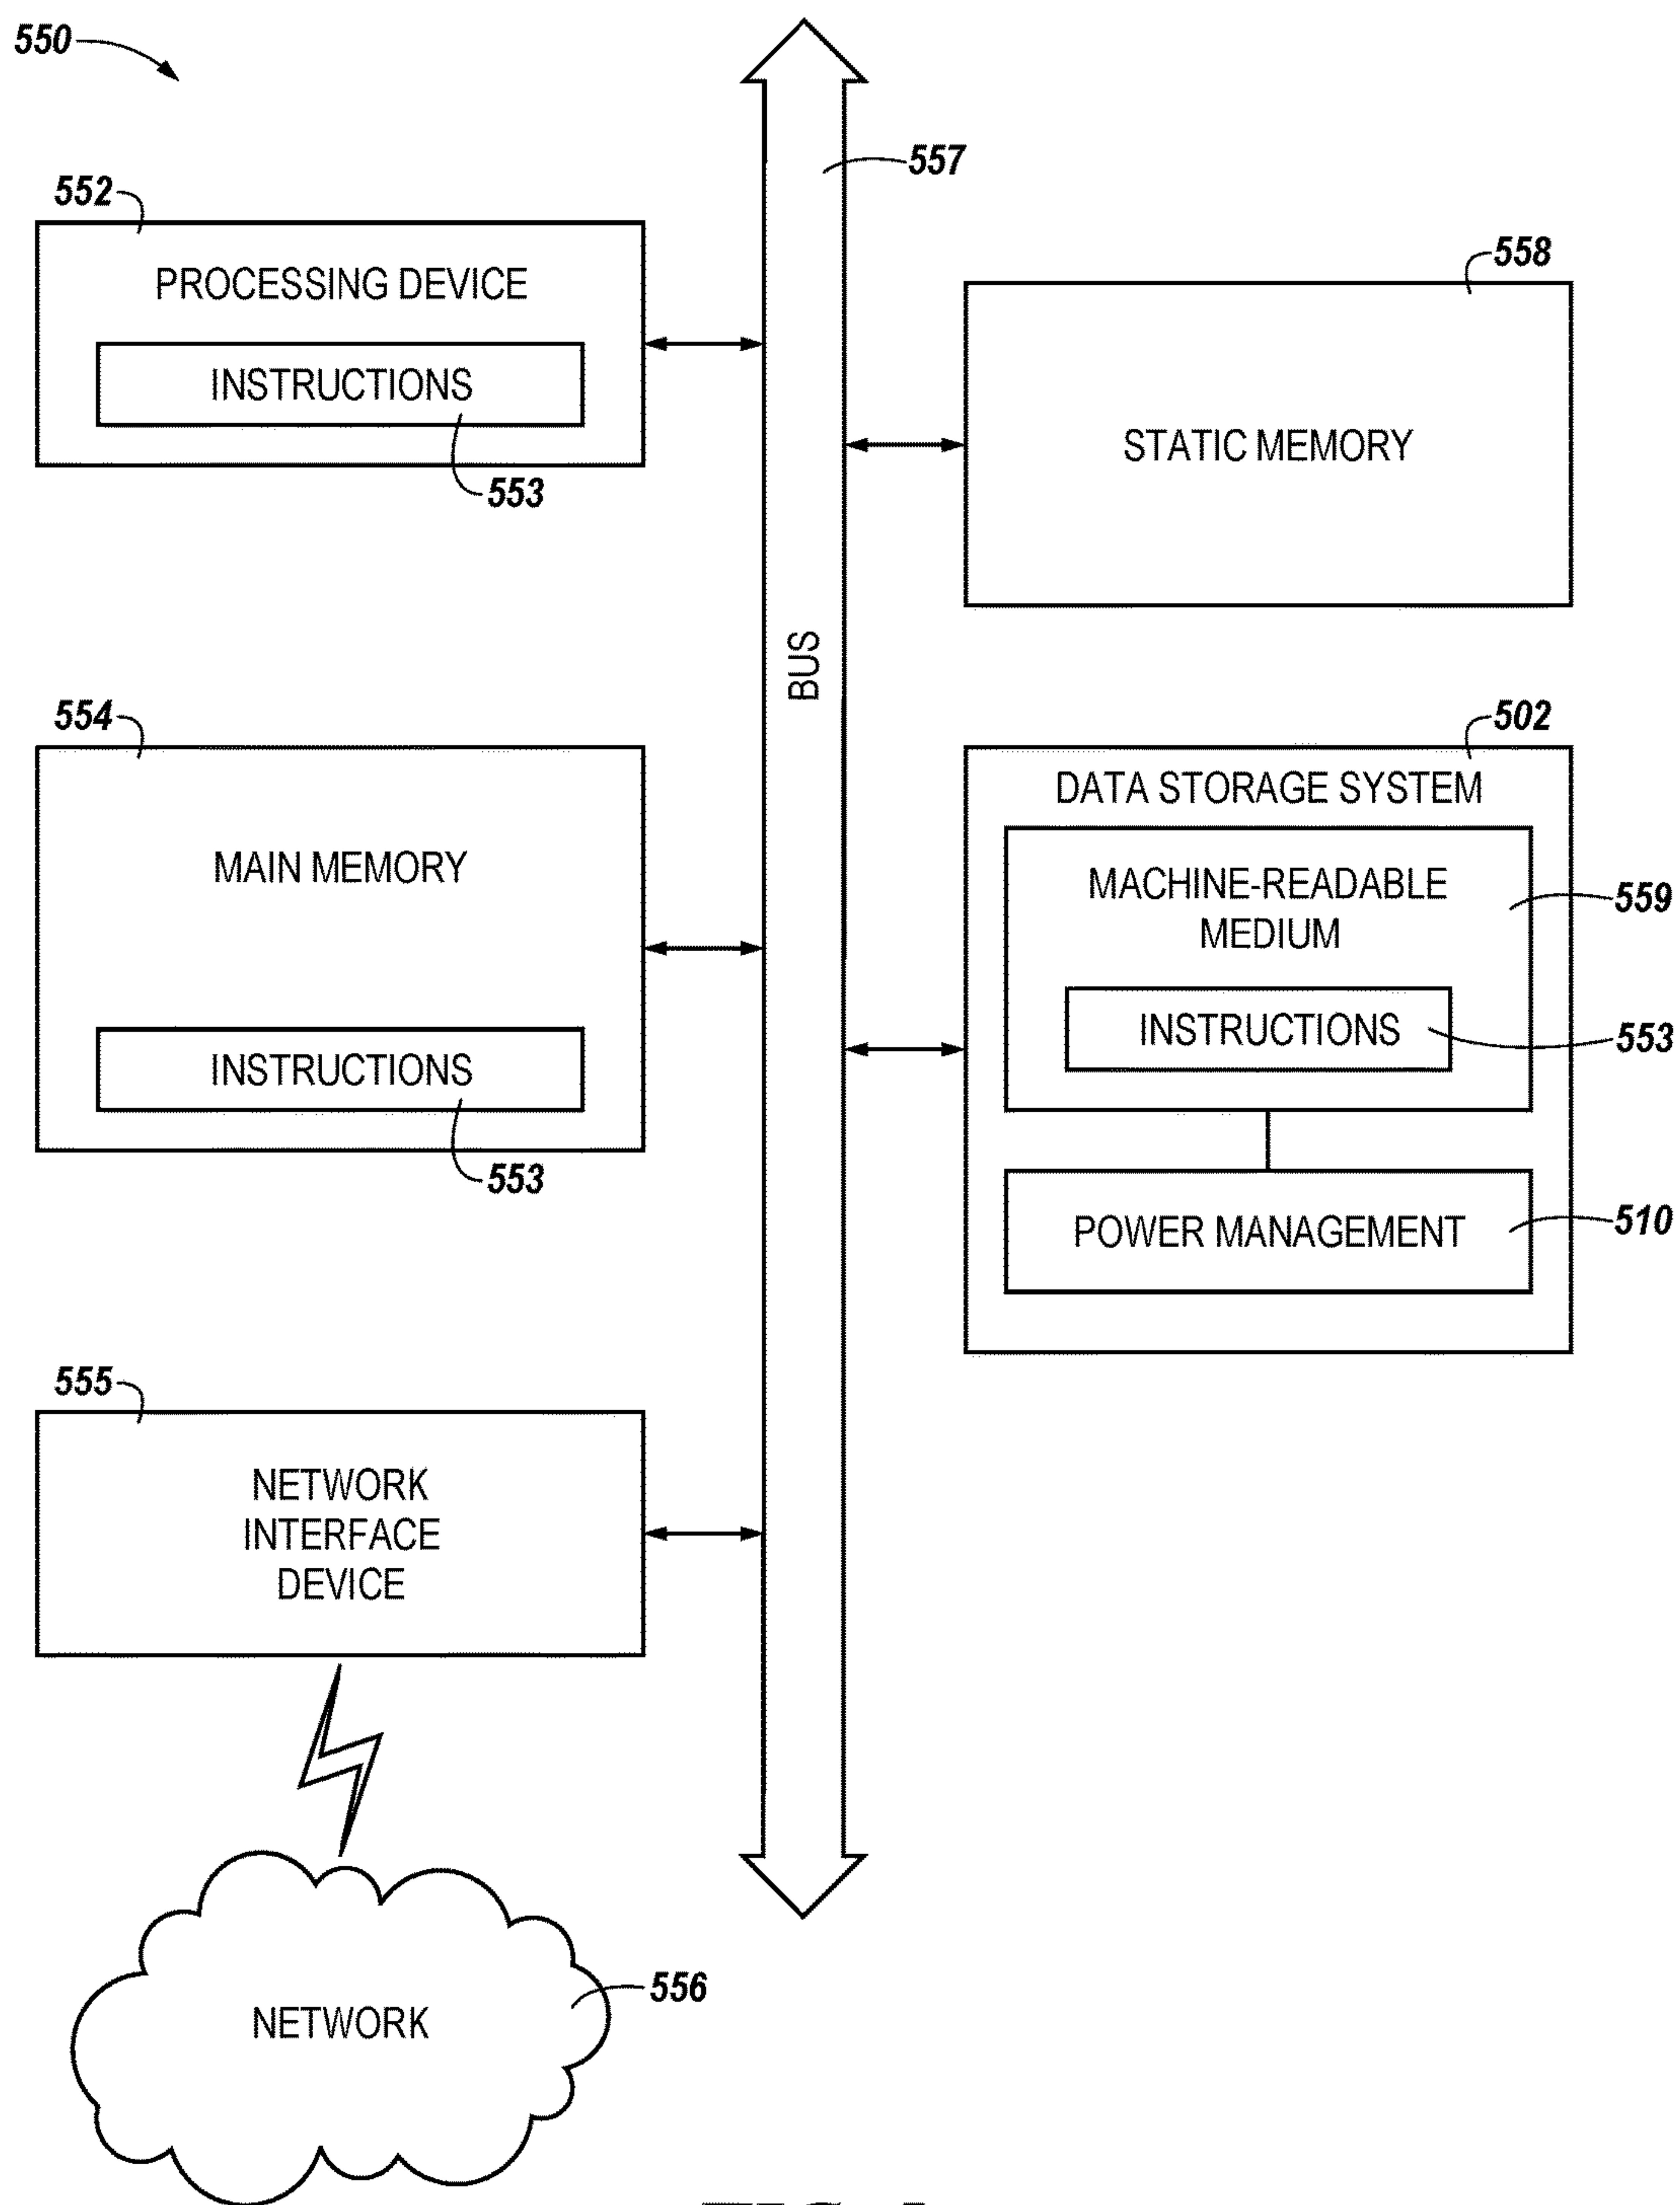 550
557
552
PROCESSING DEVICE
INSTRUCTIONS
553
558
STATIC MEMORY
BUS
554
MAIN MEMORY
INSTRUCTIONS
553
502
DATA STORAGE SYSTEM
MACHINE-READABLE
MEDIUM
559
INSTRUCTIONS
553
POWER MANAGEMENT
510
555
NETWORK
INTERFACE
DEVICE
NETWORK
556